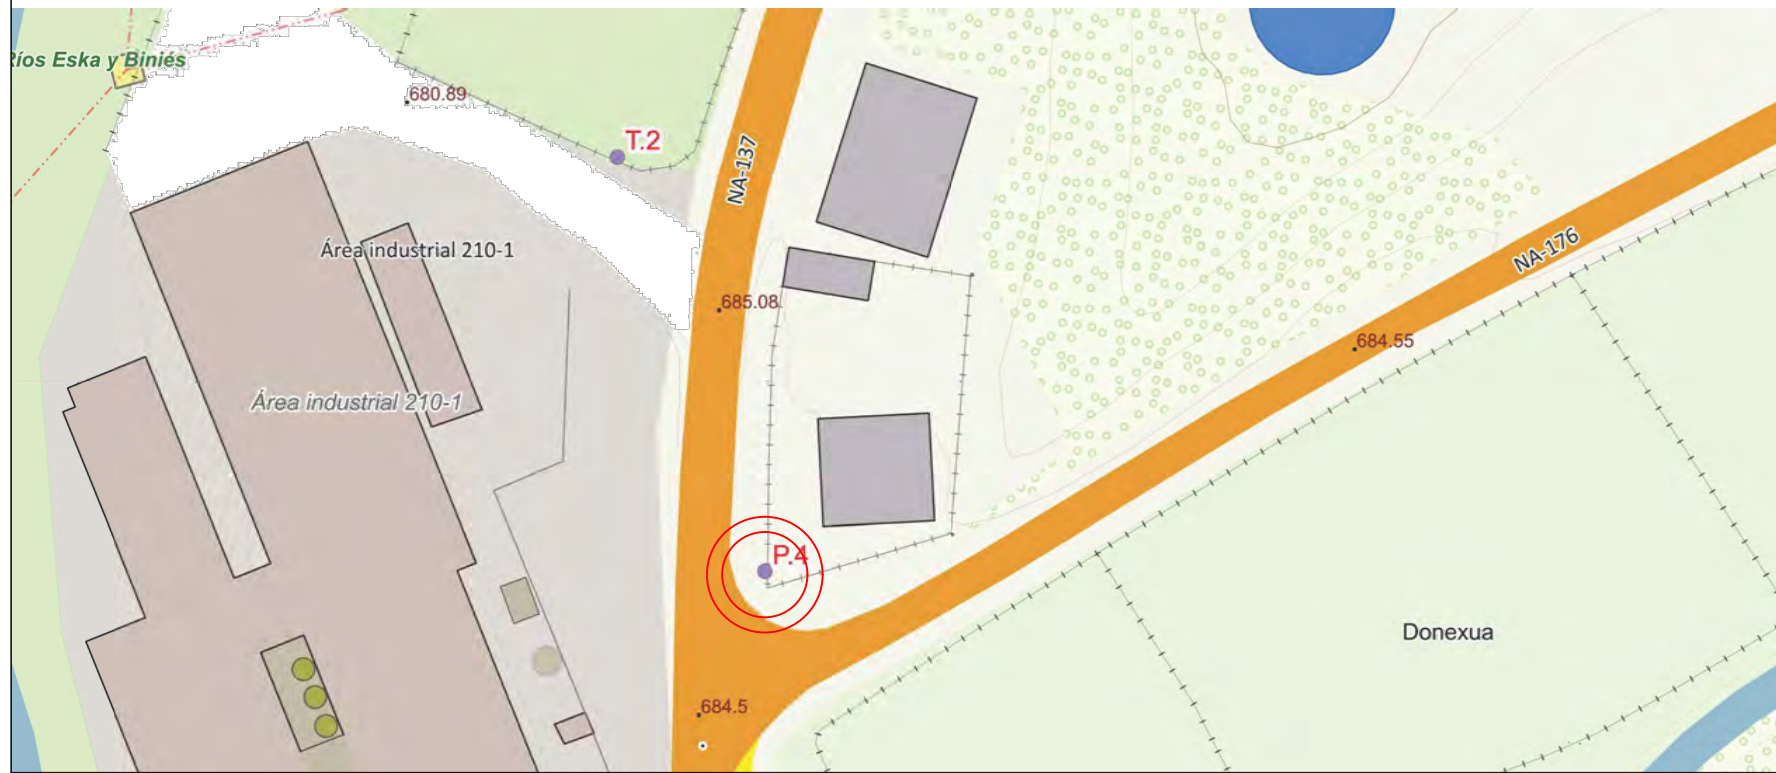 Ríos Eska y Biniés
680.89
T.2
NA-137
Área industrial 210-1
NA-176
685.08
684.55
Área industrial 210-1
P.4
Donexua
684.5